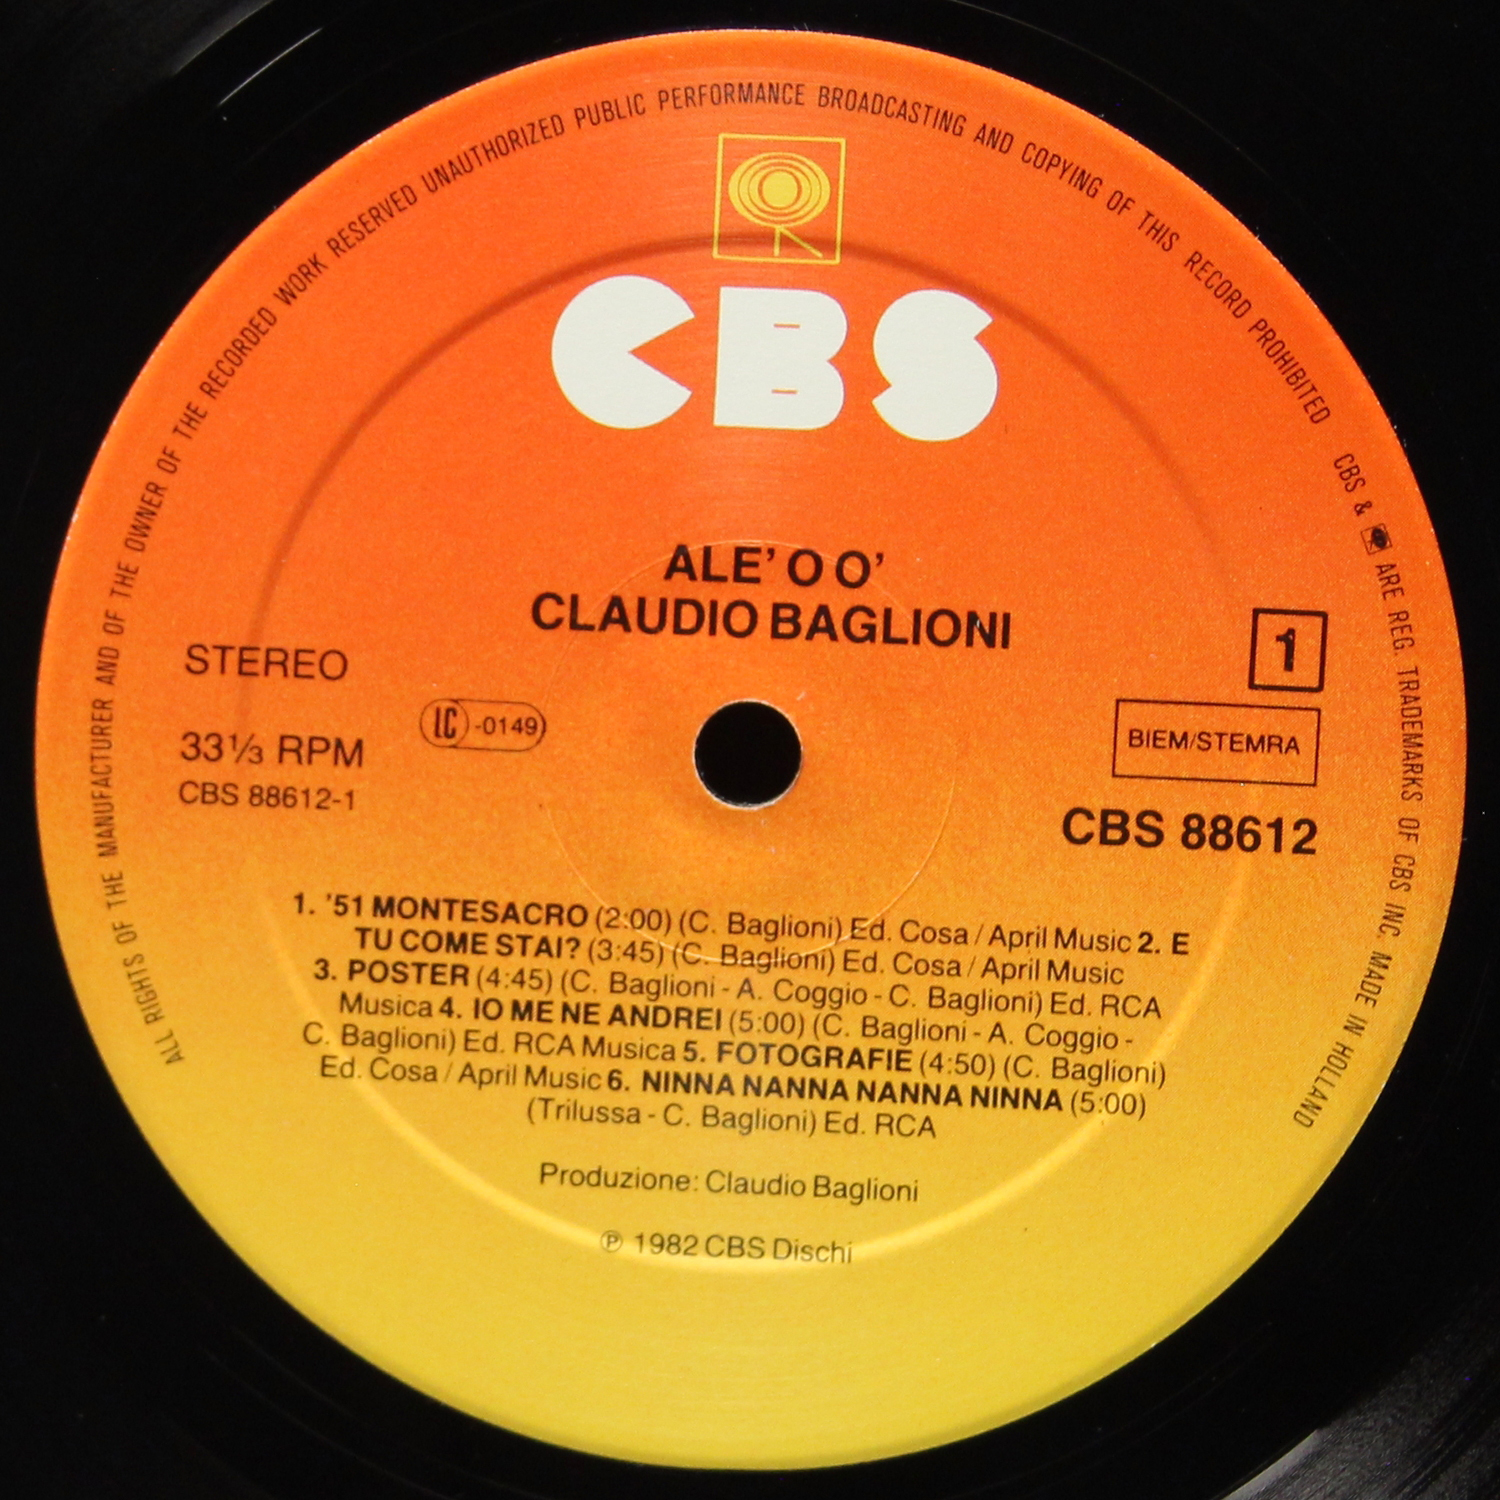 ALL RIGHTS OF THE MANUFACTURER AND OF THE OWNER OF THE RECORDED WORK RESERVED UNAUTHORIZED PUBLIC PERFORMANCE BROADCASTING AND COPYING OF THIS RECORD PROHIBITED CBS & ARE REG. TRADEMARKS OF CBS INC. MADE IN HOLLAND
CBS
ALE' O O'
CLAUDIO BAGLIONI
STEREO
1
33⅓ RPM
LC -0149
BIEM/STEMRA
CBS 88612-1
CBS 88612
1. '51 MONTESACRO (2:00) (C. Baglioni) Ed. Cosa / April Music 2. E
TU COME STAI? (3:45) (C. Baglioni) Ed. Cosa / April Music
3. POSTER (4:45) (C. Baglioni - A. Coggio - C. Baglioni) Ed. RCA
Musica 4. IO ME NE ANDREI (5:00) (C. Baglioni - A. Coggio -
C. Baglioni) Ed. RCA Musica 5. FOTOGRAFIE (4:50) (C. Baglioni)
Ed. Cosa / April Music 6. NINNA NANNA NANNA NINNA (5:00)
(Trilussa - C. Baglioni) Ed. RCA
Produzione: Claudio Baglioni
℗ 1982 CBS Dischi